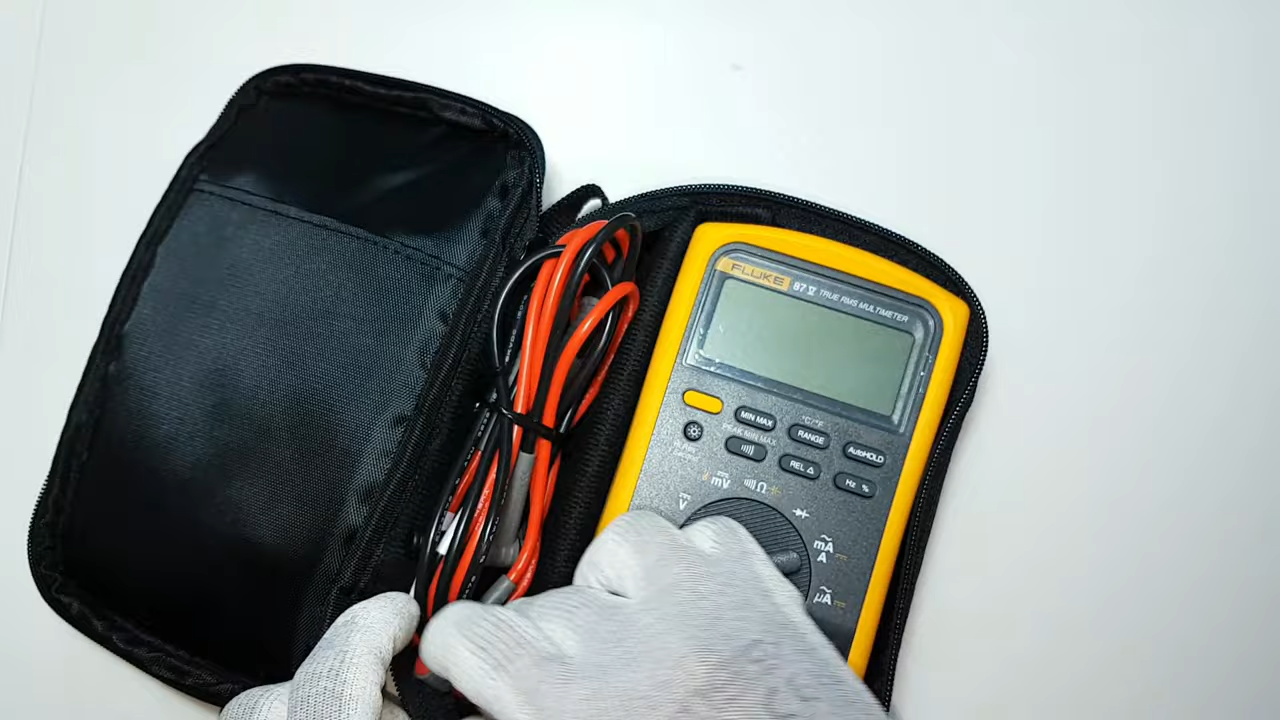 FLUKE 87 V TRUE RMS MULTIMETER
MIN MAX
°C/°F
RANGE
AutoHOLD
PEAK MIN MAX
REL Δ
Hz %
mV
Ω
V
mA
A
µA